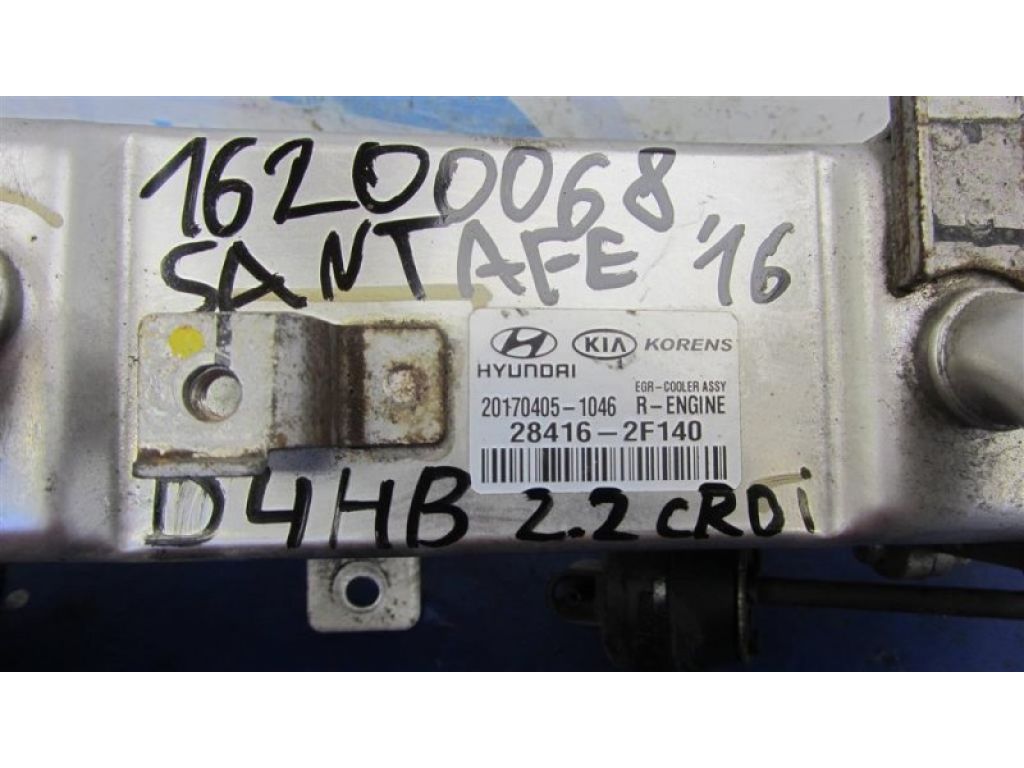 16200068
SANTAFE '16
KIA KORENS
HYUNDAI
EGR-COOLER ASSY
20170405-1046 R-ENGINE
28416-2F140
D4HB 2.2 CRDi